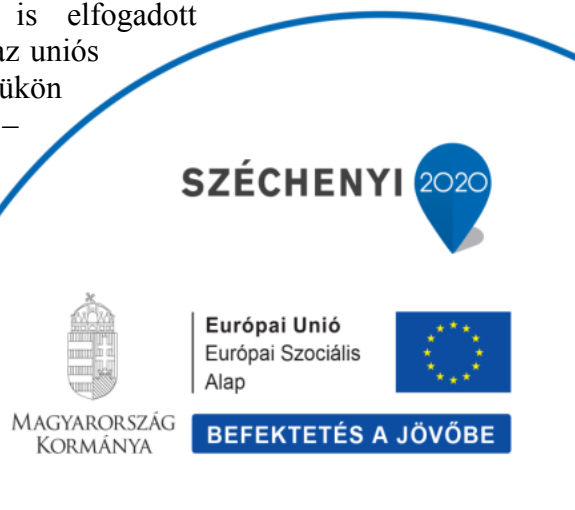 is elfogadott
az uniós
ükön
–
SZÉCHENYI 2020
Európai Unió
Európai Szociális
Alap
MAGYARORSZÁG
KORMÁNYA
BEFEKTETÉS A JÖVŐBE